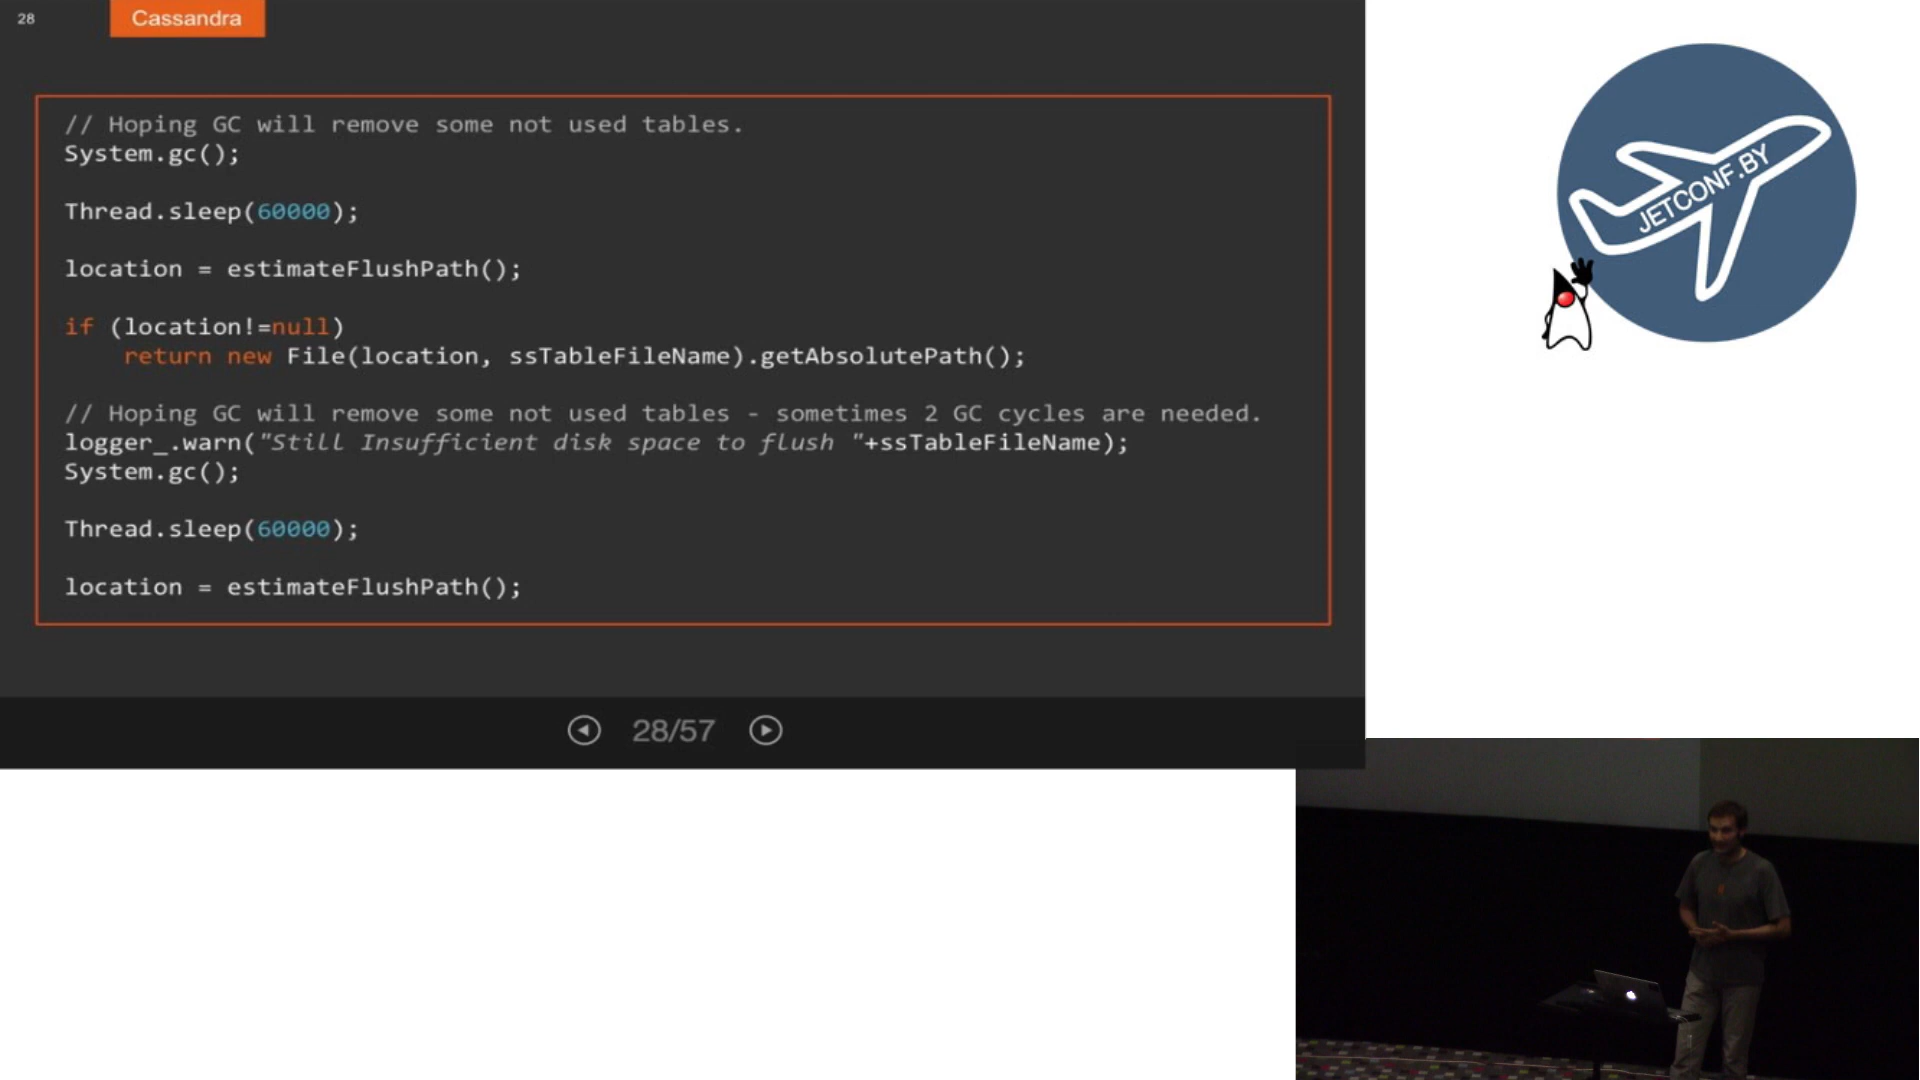 28
Cassandra
// Hoping GC will remove some not used tables.
System.gc();
Thread.sleep(60000);
location = estimateFlushPath();
if (location!=null)
return new File(location, ssTableFileName).getAbsolutePath();
// Hoping GC will remove some not used tables - sometimes 2 GC cycles are needed.
logger_.warn("Still Insufficient disk space to flush "+ssTableFileName);
System.gc();
Thread.sleep(60000);
location = estimateFlushPath();
28/57
JETCONF.BY